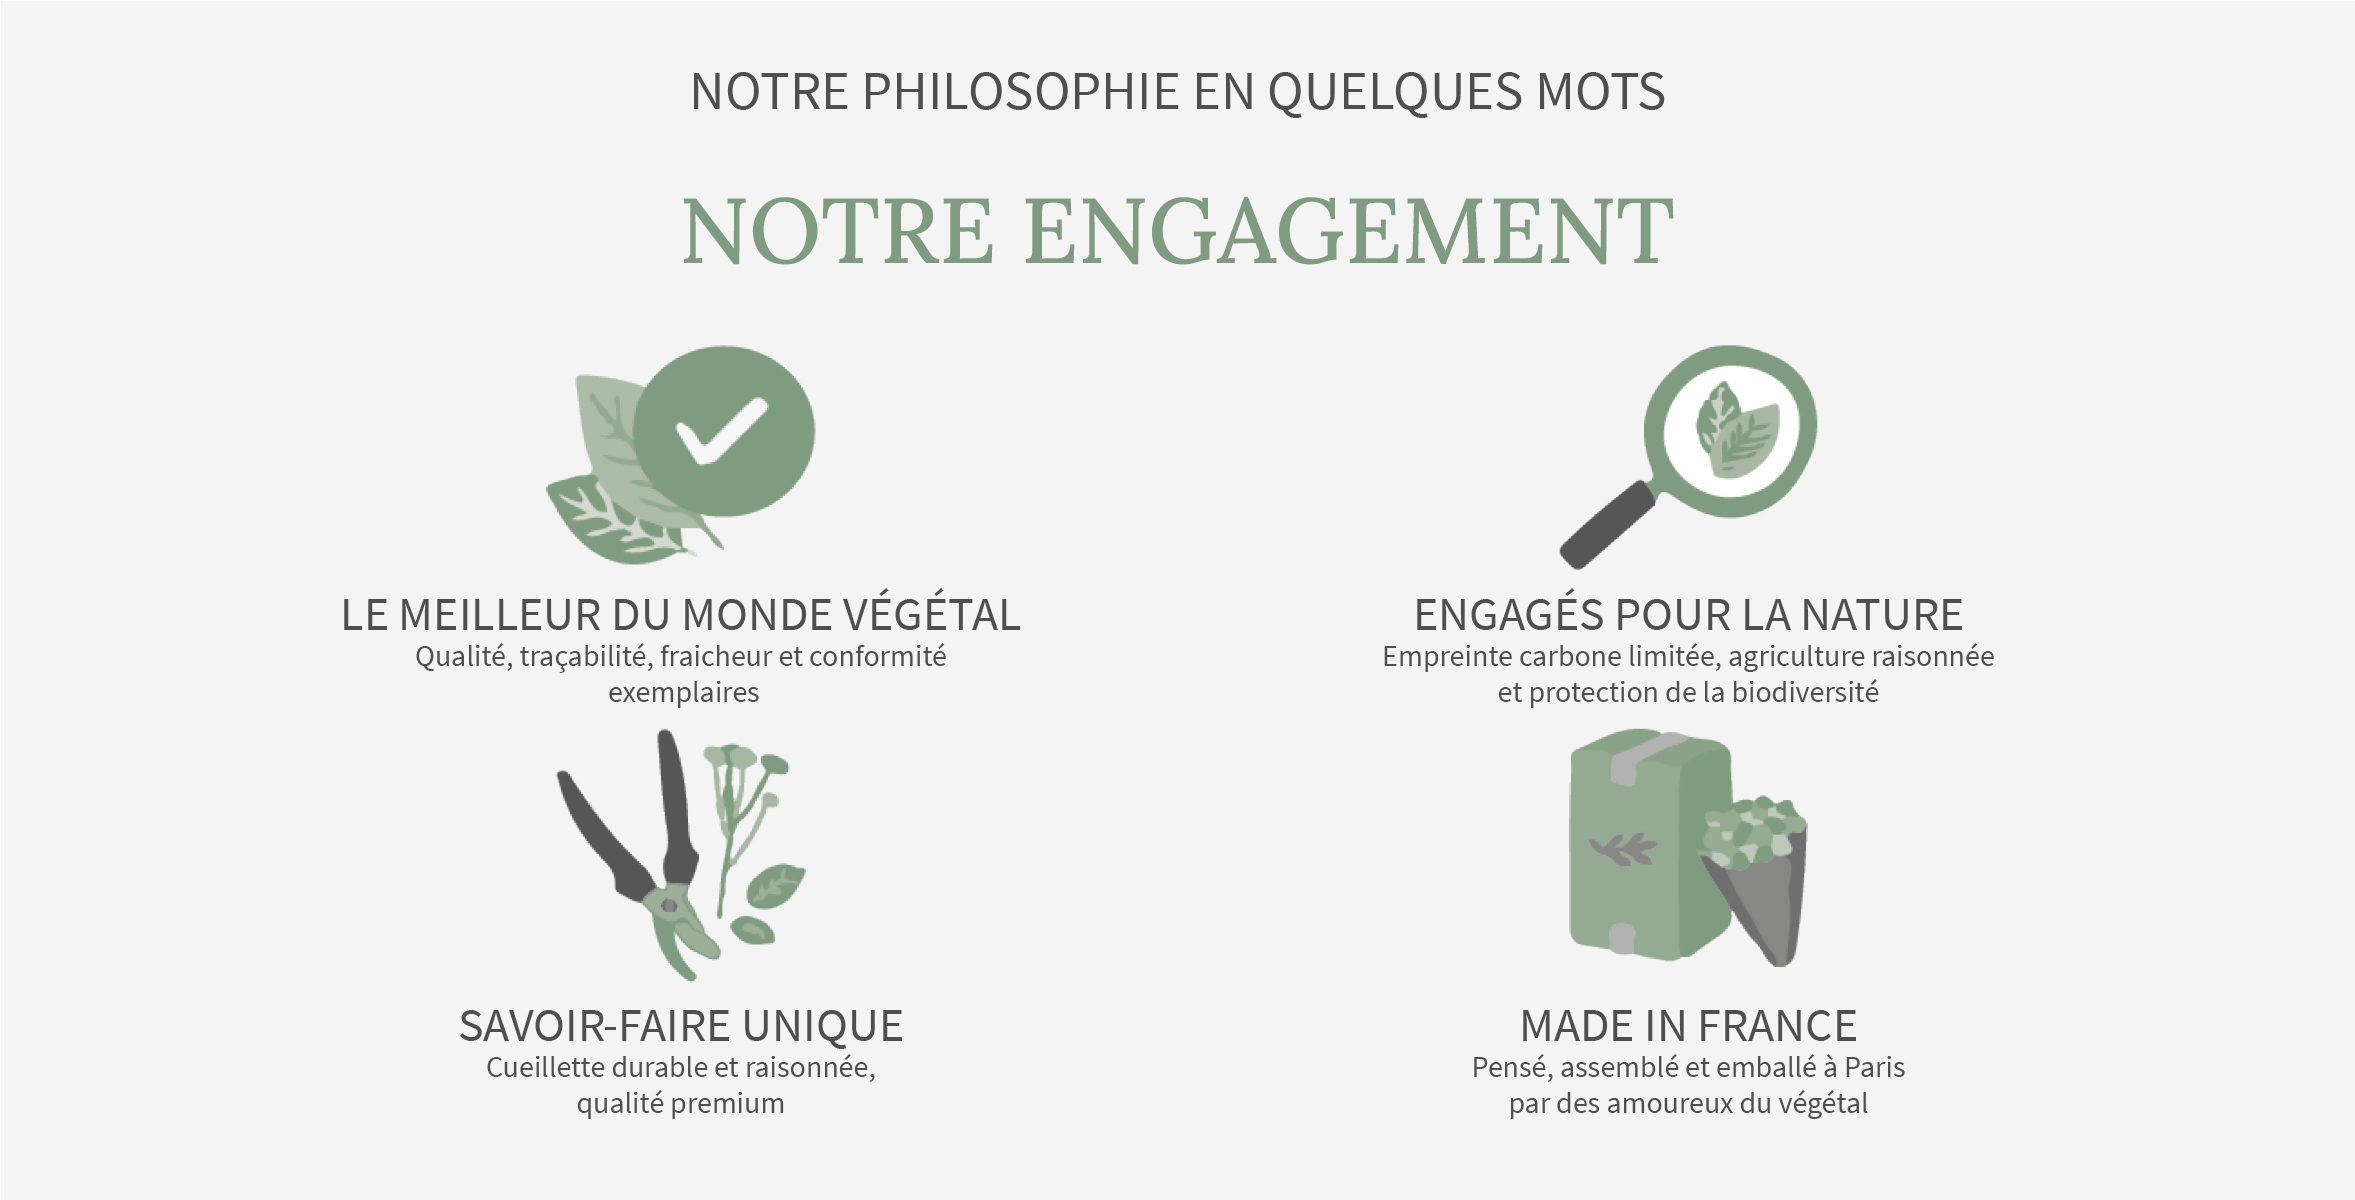 NOTRE PHILOSOPHIE EN QUELQUES MOTS
NOTRE ENGAGEMENT
LE MEILLEUR DU MONDE VÉGÉTAL
Qualité, traçabilité, fraicheur et conformité
exemplaires
ENGAGÉS POUR LA NATURE
Empreinte carbone limitée, agriculture raisonnée
et protection de la biodiversité
SAVOIR-FAIRE UNIQUE
Cueillette durable et raisonnée,
qualité premium
MADE IN FRANCE
Pensé, assemblé et emballé à Paris
par des amoureux du végétal